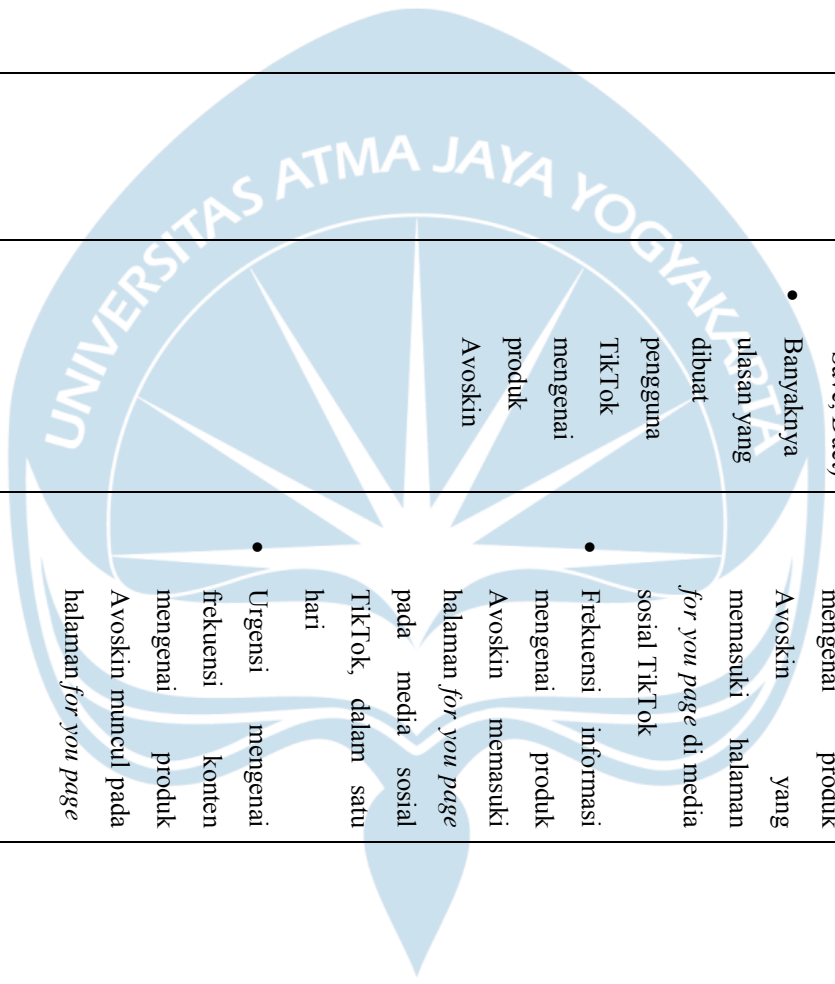 UNIVERSITAS ATMA JAYA YOGYAKARTA
• Banyaknya
ulasan yang
dibuat
pengguna
TikTok
mengenai
produk
Avoskin
mengenai produk
Avoskin yang
memasuki halaman
for you page di media
sosial TikTok
• Frekuensi informasi
mengenai produk
Avoskin memasuki
halaman for you page
pada media sosial
TikTok, dalam satu
hari
• Urgensi mengenai
frekuensi konten
mengenai produk
Avoskin muncul pada
halaman for you page